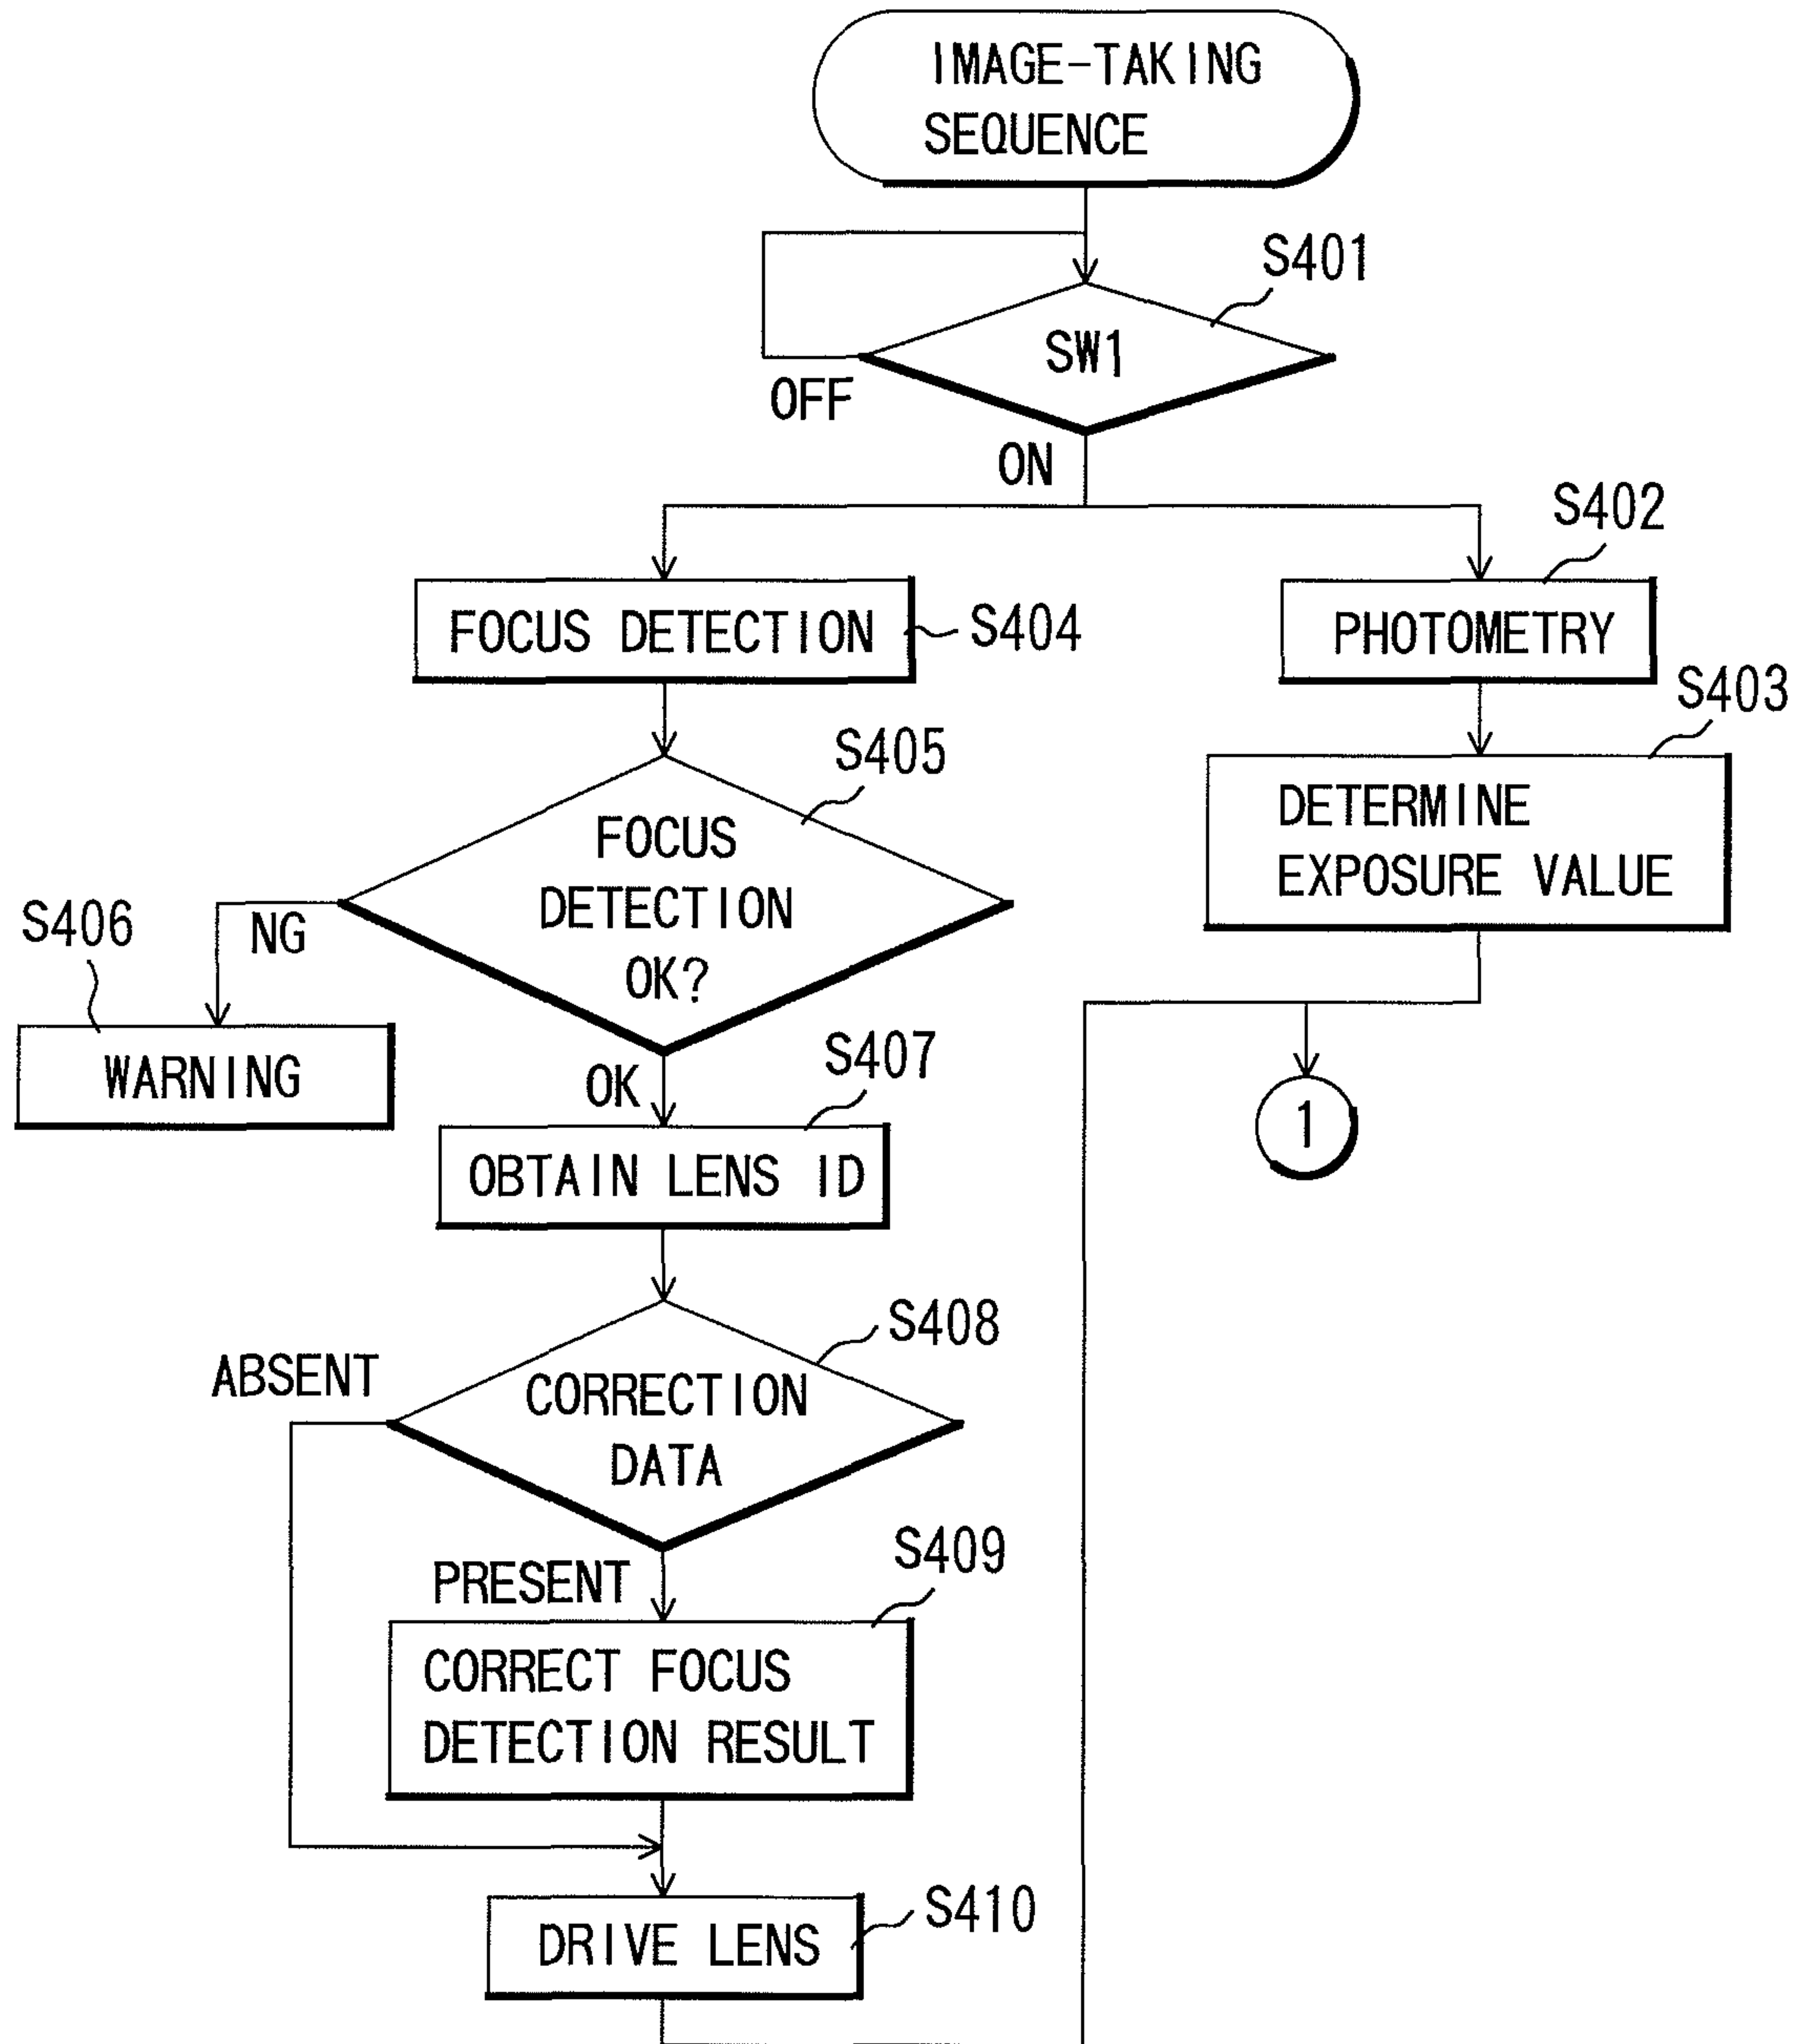 IMAGE-TAKING
SEQUENCE
S401
SW1
OFF
ON
S402
FOCUS DETECTION
S404
PHOTOMETRY
S403
S405
DETERMINE
EXPOSURE VALUE
FOCUS
DETECTION
OK?
S406
NG
WARNING
S407
OK
1
OBTAIN LENS ID
S408
ABSENT
CORRECTION
DATA
S409
PRESENT
CORRECT FOCUS
DETECTION RESULT
S410
DRIVE LENS